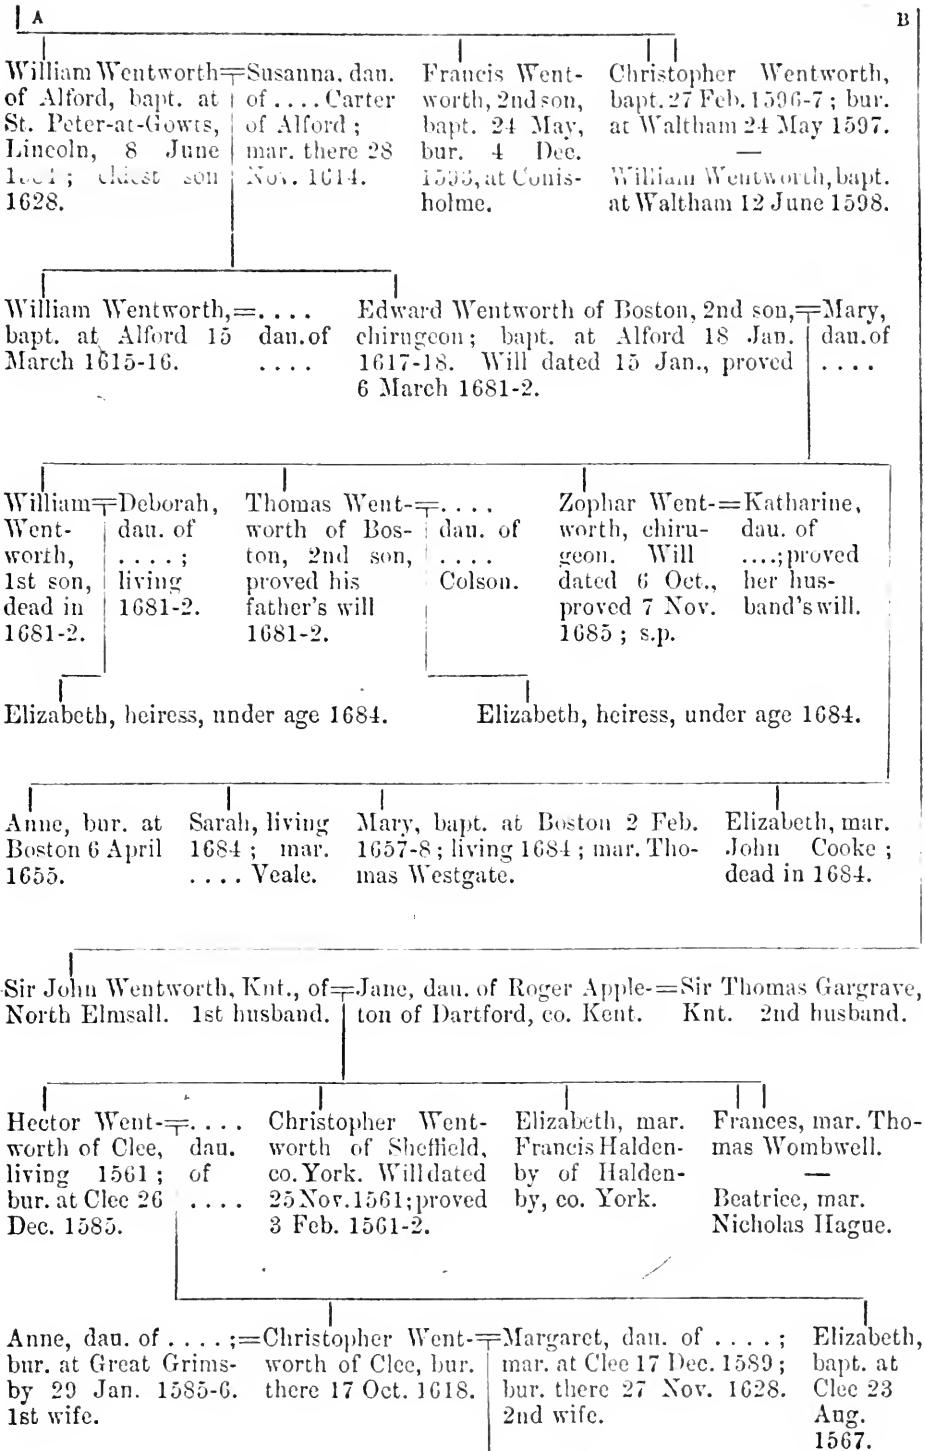 A
B
William Wentworth=Susanna, dau.
of Alford, bapt. at
St. Peter-at-Gowts,
Lincoln, 8 June
; eldest son
1628.
of .... Carter
of Alford ;
mar. there 28
Nov. 1614.
Francis Went-
worth, 2nd son,
bapt. 24 May,
bur. 4 Dec.
at Conis-
holme.
Christopher Wentworth,
bapt. 27 Feb. 1596-7 ; bur.
at Waltham 24 May 1597.
—
William Wentworth, bapt.
at Waltham 12 June 1598.
William Wentworth,=....
bapt. at Alford 15
March 1615-16.
dau. of
....
Edward Wentworth of Boston, 2nd son,=Mary,
chirugeon ; bapt. at Alford 18 Jan.
1617-18. Will dated 15 Jan., proved
6 March 1681-2.
dau. of
....
William=Deborah,
Went-
worth,
1st son,
dead in
1681-2.
dau. of
.... ;
living
1681-2.
Thomas Went-=....
worth of Bos-
ton, 2nd son,
proved his
father's will
1681-2.
dau. of
....
Colson.
Zophar Went-=Katharine,
worth, chiru-
geon. Will
dated 6 Oct.,
proved 7 Nov.
1685 ; s.p.
dau. of
....; proved
her hus-
band's will.
Elizabeth, heiress, under age 1684.
Elizabeth, heiress, under age 1684.
Anne, bur. at
Boston 6 April
1655.
Sarah, living
1684 ; mar.
.... Veale.
Mary, bapt. at Boston 2 Feb.
1657-8 ; living 1684 ; mar. Tho-
mas Westgate.
Elizabeth, mar.
John Cooke ;
dead in 1684.
Sir John Wentworth, Knt., of=Jane, dau. of Roger Apple-=Sir Thomas Gargrave,
North Elmsall. 1st husband.
ton of Dartford, co. Kent.
Knt. 2nd husband.
Hector Went-=....
worth of Clee,
living 1561 ;
bur. at Clee 26
Dec. 1585.
dau.
of
....
Christopher Went-
worth of Sheffield,
co. York. Will dated
25 Nov. 1561; proved
3 Feb. 1561-2.
Elizabeth, mar.
Francis Halden-
by of Halden-
by, co. York.
Frances, mar. Tho-
mas Wombwell.
—
Beatrice, mar.
Nicholas Hague.
Anne, dau. of .... ;=Christopher Went-=Margaret, dau. of .... ;
bur. at Great Grims-
by 29 Jan. 1585-6.
1st wife.
worth of Clee, bur.
there 17 Oct. 1618.
mar. at Clee 17 Dec. 1589 ;
bur. there 27 Nov. 1628.
2nd wife.
Elizabeth,
bapt. at
Clee 23
Aug.
1567.